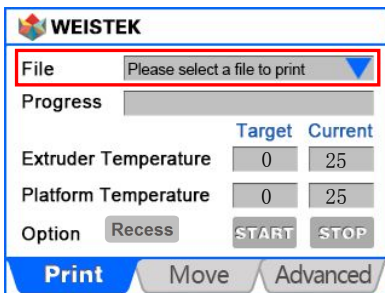 WEISTEK
File Please select a file to print
Progress
Target Current
Extruder Temperature 0 25
Platform Temperature 0 25
Option Recess START STOP
Print Move Advanced